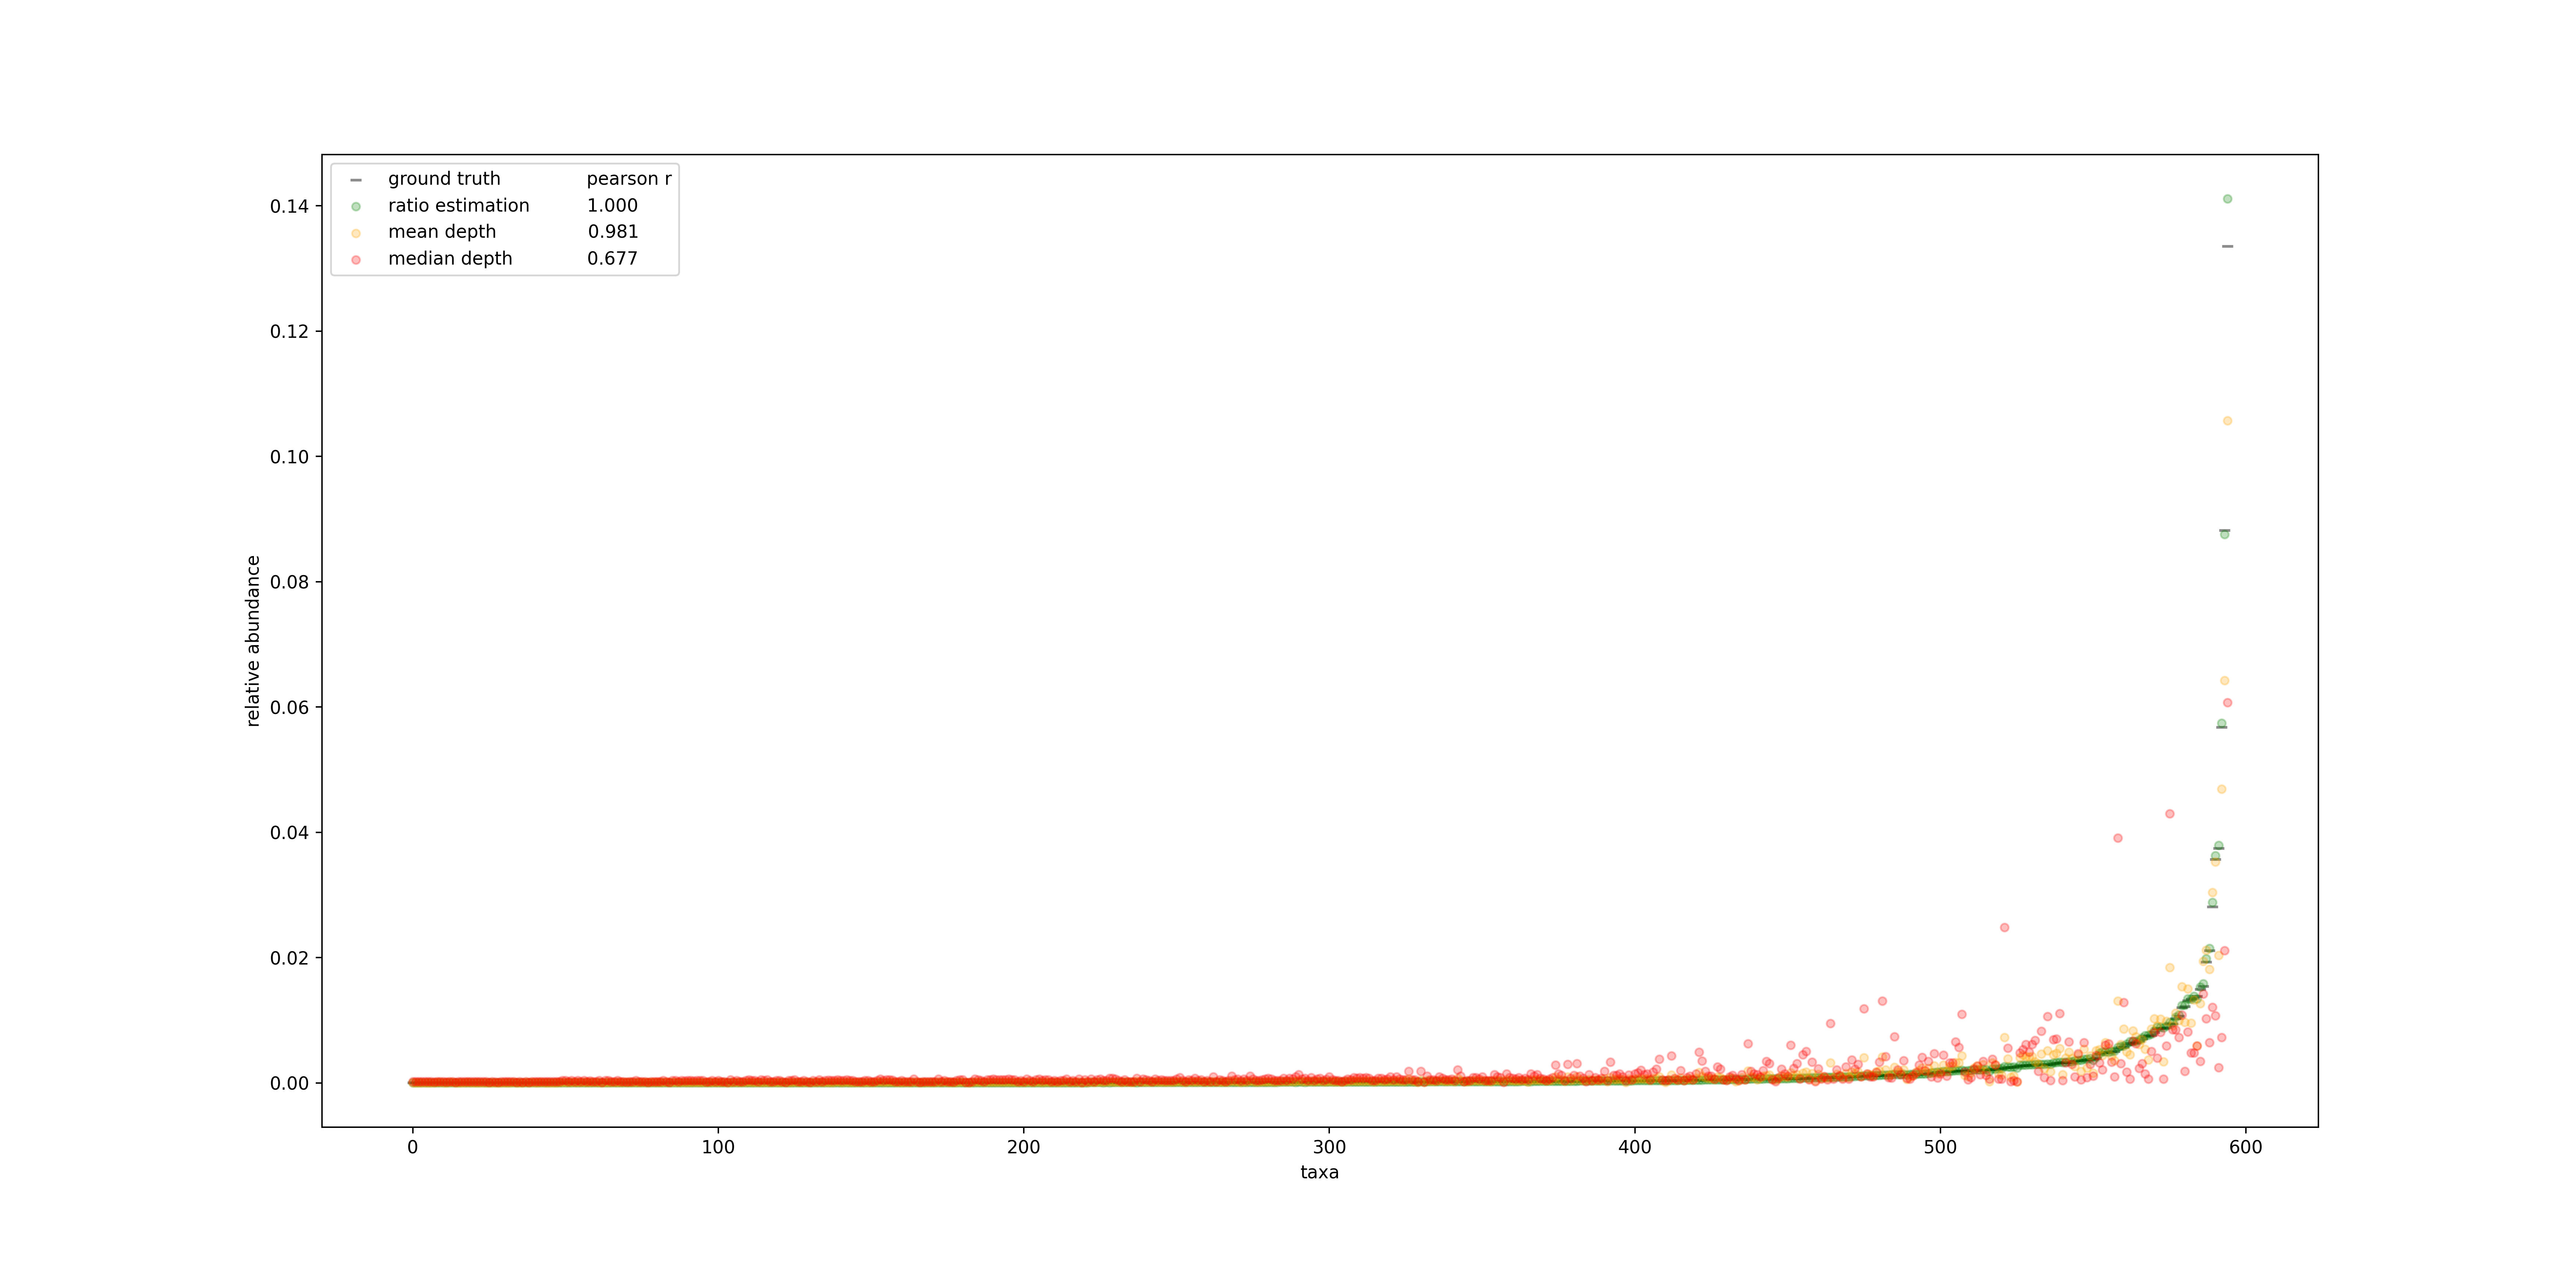 ground truth pearson r
ratio estimation 1.000
mean depth 0.981
median depth 0.677
0.14
0.12
0.10
0.08
0.06
0.04
0.02
0.00
relative abundance
0 100 200 300 400 500 600
taxa